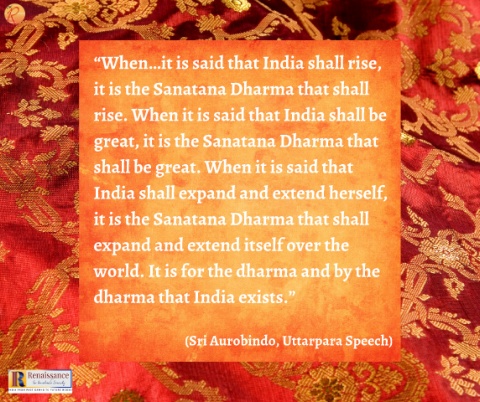 “When...it is said that India shall rise,
it is the Sanatana Dharma that shall
rise. When it is said that India shall be
great, it is the Sanatana Dharma that
shall be great. When it is said that
India shall expand and extend herself,
it is the Sanatana Dharma that shall
expand and extend itself over the
world. It is for the dharma and by the
dharma that India exists.”
(Sri Aurobindo, Uttarpara Speech)
Renaissance